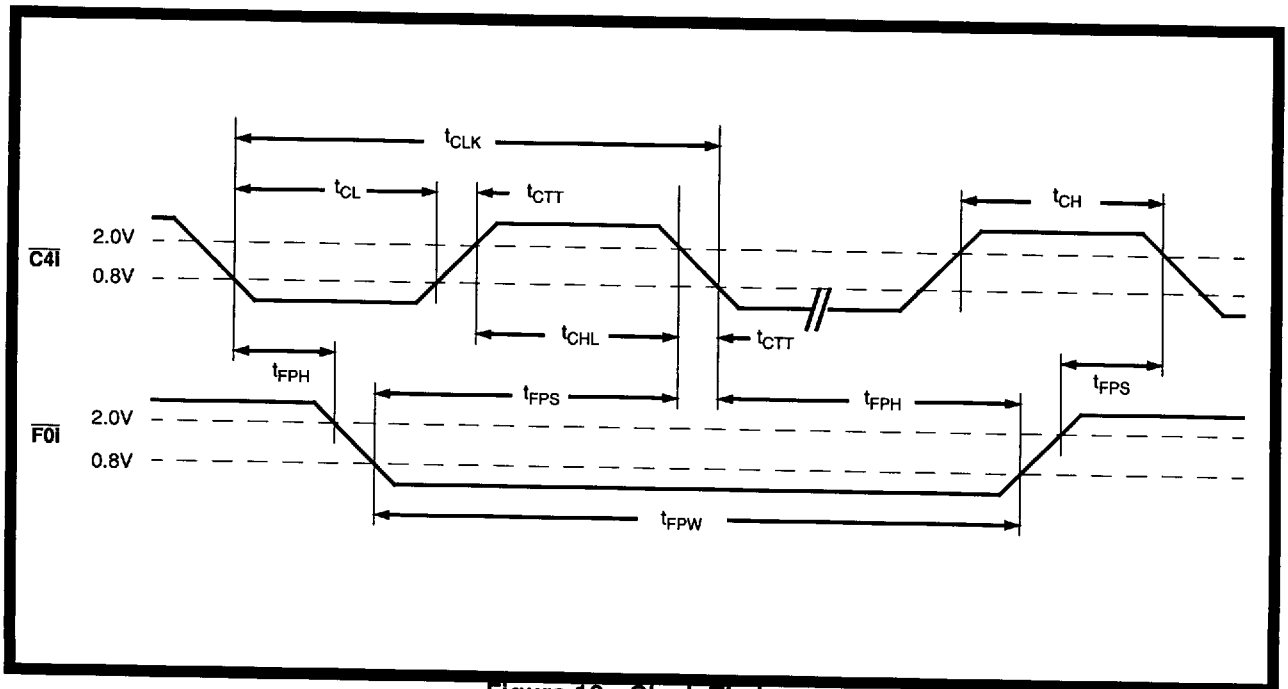 tCLK
tCL
tCTT
tCH
2.0V
C4i
0.8V
tCHL
tCTT
tFPH
tFPS
tFPS
tFPH
2.0V
F0i
0.8V
tFPW